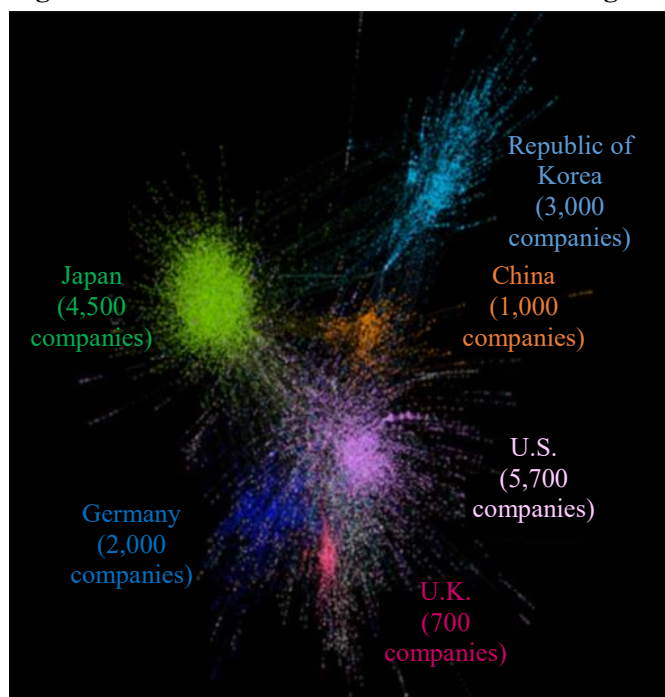 Republic of
Korea
(3,000
companies)
Japan
(4,500
companies)
China
(1,000
companies)
U.S.
(5,700
companies)
Germany
(2,000
companies)
U.K.
(700
companies)